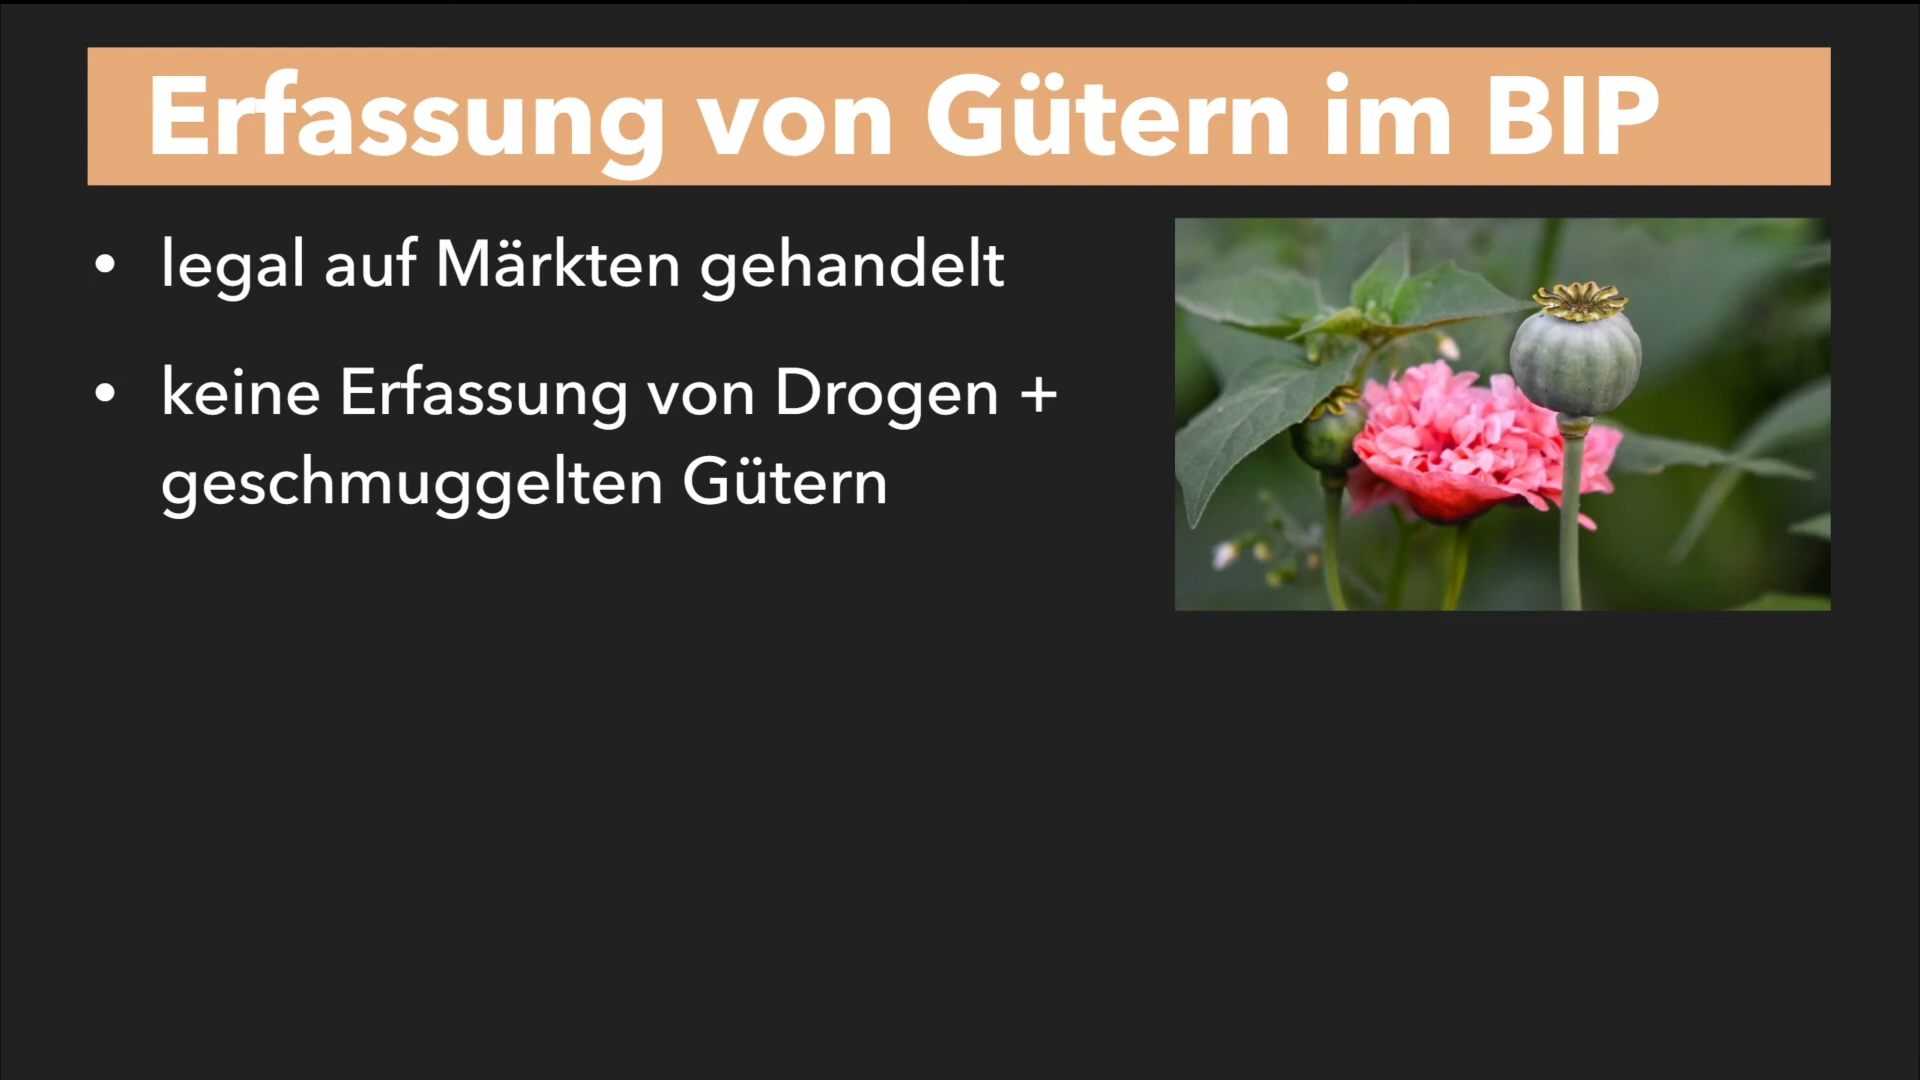 Erfassung von Gütern im BIP
• legal auf Märkten gehandelt
• keine Erfassung von Drogen +
geschmuggelten Gütern